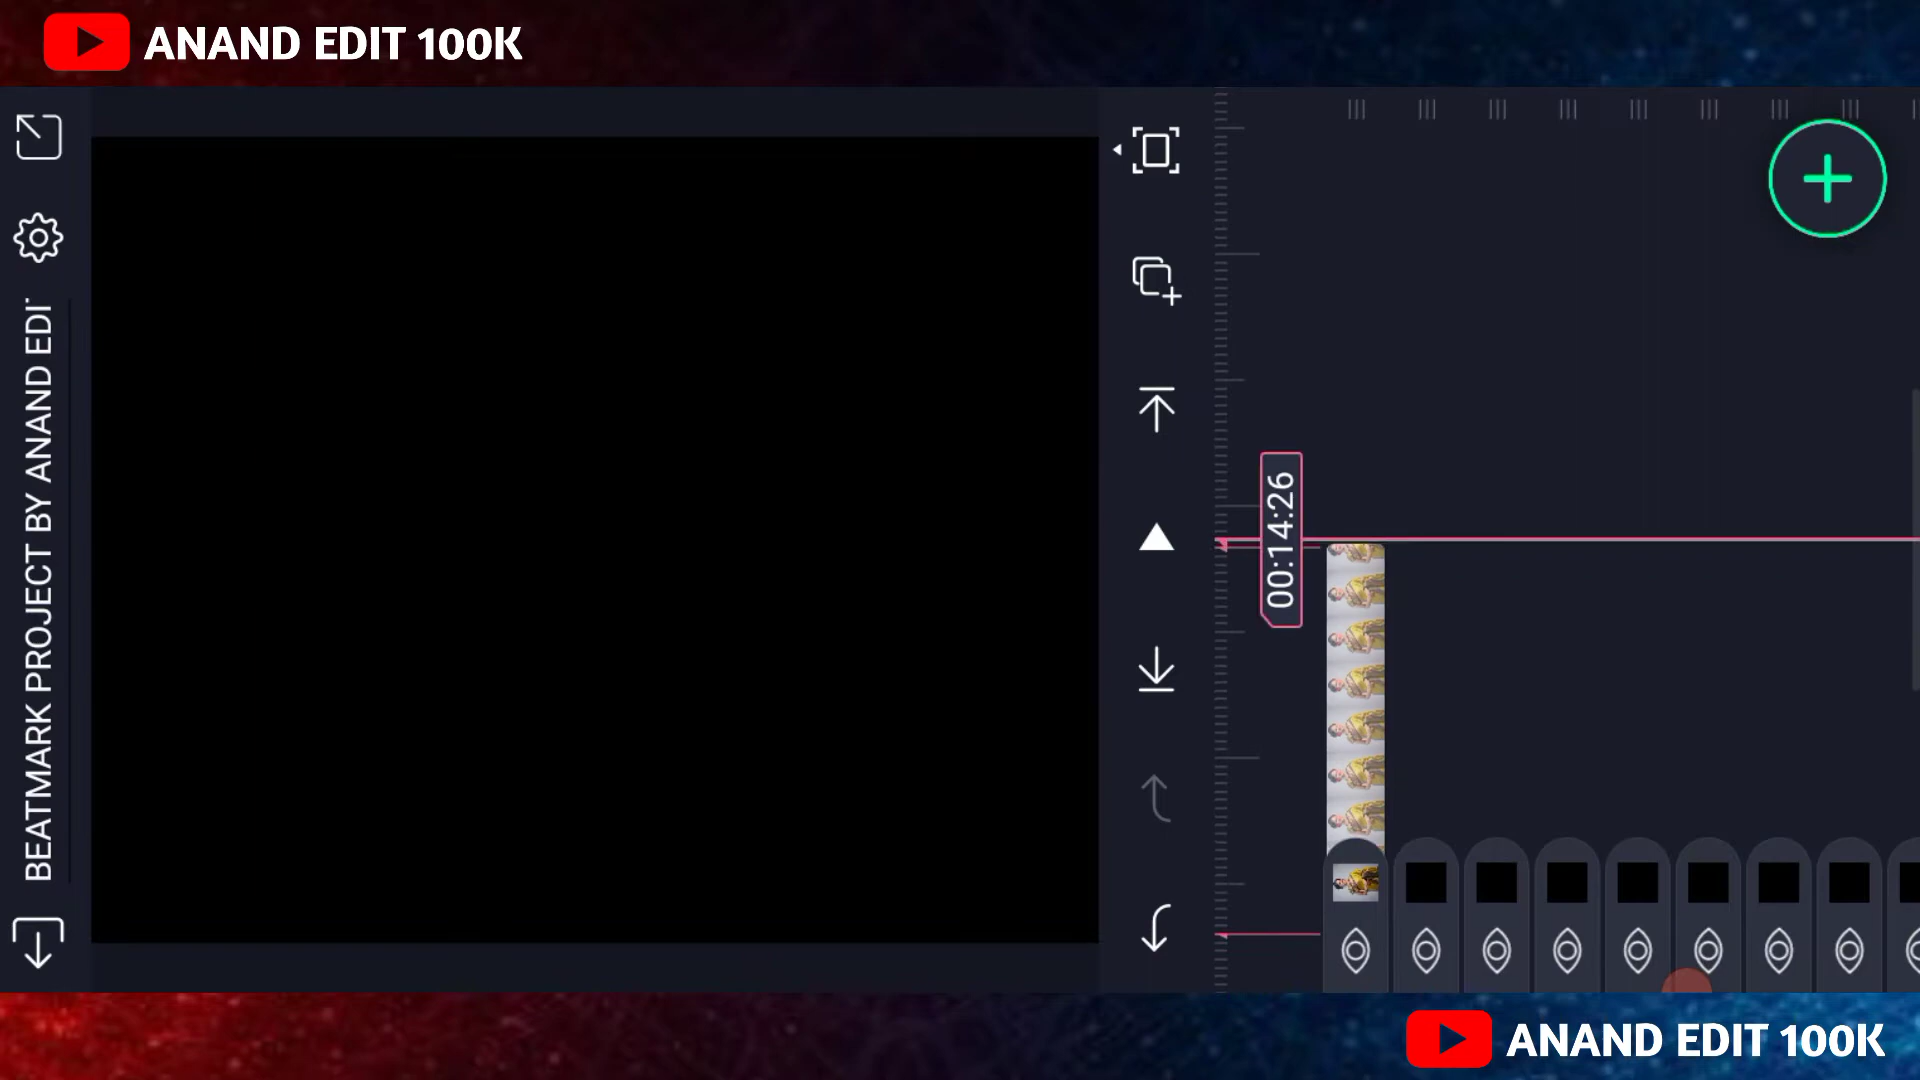 ANAND EDIT 100K
BEATMARK PROJECT BY ANAND EDI
00:14:26
ANAND EDIT 100K